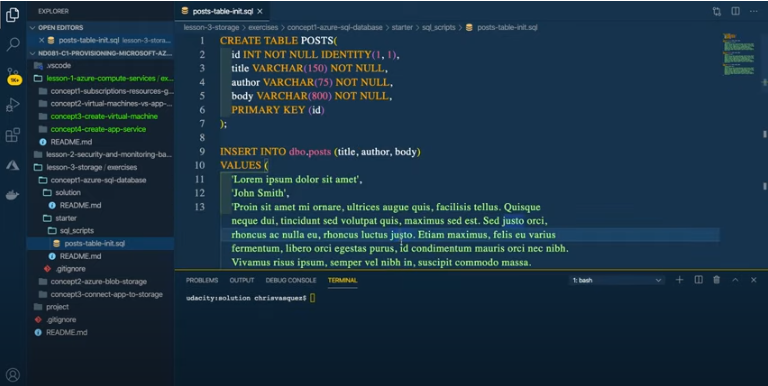 EXPLORER
OPEN EDITORS
posts-table-init.sql lesson-3-storage...
ND081-C1-PROVISIONING-MICROSOFT-AZ...
.vscode
lesson-1-azure-compute-services / ex...
concept1-subscriptions-resources-g...
concept2-virtual-machines-vs-app-...
concept3-create-virtual-machine
concept4-create-app-service
README.md
lesson-2-security-and-monitoring-ba...
lesson-3-storage / exercises
concept1-azure-sql-database
solution
README.md
starter
sql_scripts
posts-table-init.sql
README.md
.gitignore
concept2-azure-blob-storage
concept3-connect-app-to-storage
project
.gitignore
README.md
posts-table-init.sql
lesson-3-storage > exercises > concept1-azure-sql-database > starter > sql_scripts > posts-table-init.sql
1 CREATE TABLE POSTS(
2 id INT NOT NULL IDENTITY(1, 1),
3 title VARCHAR(150) NOT NULL,
4 author VARCHAR(75) NOT NULL,
5 body VARCHAR(800) NOT NULL,
6 PRIMARY KEY (id)
7 );
8
9 INSERT INTO dbo.posts (title, author, body)
10 VALUES (
11 'Lorem ipsum dolor sit amet',
12 'John Smith',
13 'Proin sit amet mi ornare, ultrices augue quis, facilisis tellus. Quisque
neque dui, tincidunt sed volutpat quis, maximus sed est. Sed justo orci,
rhoncus ac nulla eu, rhoncus luctus justo. Etiam maximus, felis eu varius
fermentum, libero orci egestas purus, id condimentum mauris orci nec nibh.
Vivamus risus ipsum, semper vel nibh in, suscipit commodo massa.
PROBLEMS OUTPUT DEBUG CONSOLE TERMINAL
1: bash
udacity:solution chrisvasquez$